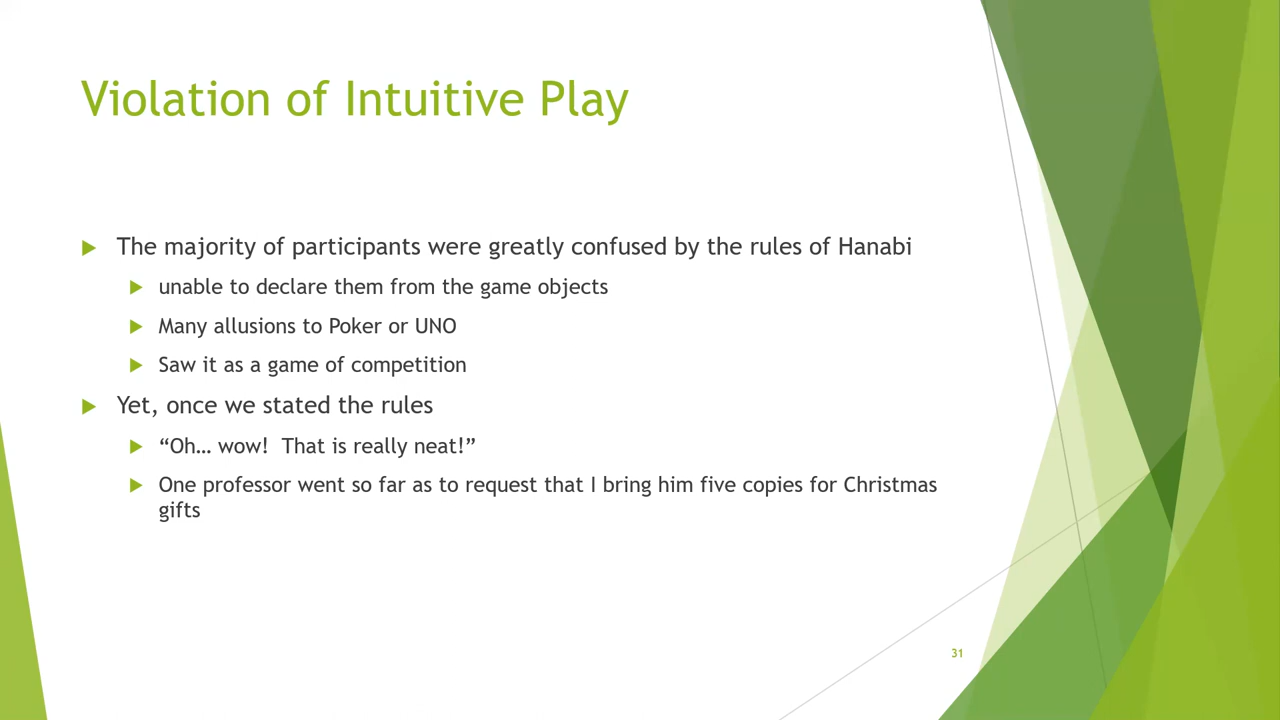 Violation of Intuitive Play
The majority of participants were greatly confused by the rules of Hanabi
unable to declare them from the game objects
Many allusions to Poker or UNO
Saw it as a game of competition
Yet, once we stated the rules
“Oh… wow!  That is really neat!”
One professor went so far as to request that I bring him five copies for Christmas
gifts
31